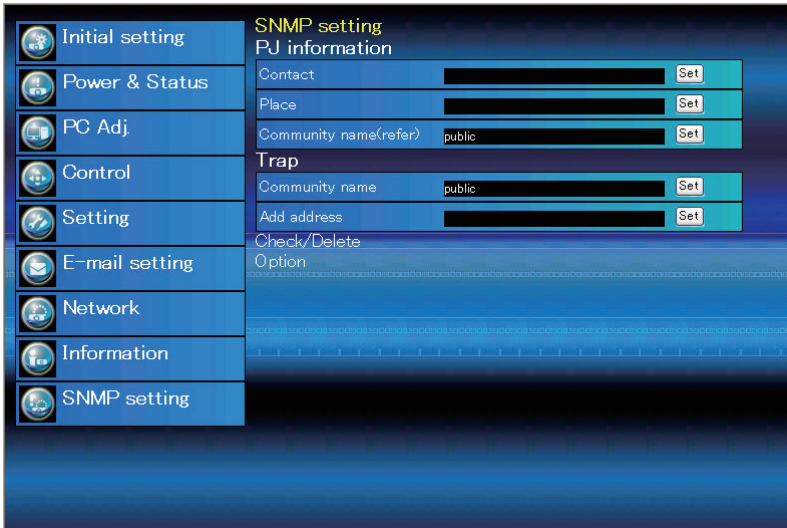 Initial setting
Power & Status
PC Adj.
Control
Setting
E-mail setting
Network
Information
SNMP setting
SNMP setting
PJ information
Contact Set
Place Set
Community name(refer) public Set
Trap
Community name public Set
Add address Set
Check/Delete
Option